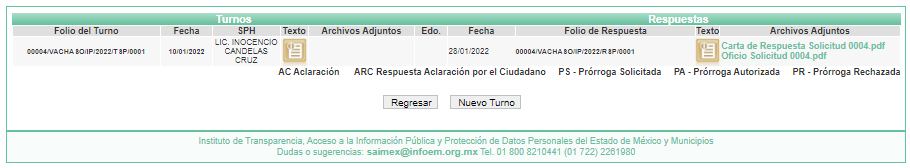 Turnos Respuestas
Folio del Turno Fecha SPH Texto Archivos Adjuntos Edo. Fecha Folio de Respuesta Texto Archivos Adjuntos
00004/VACHASO/IP/2022/TSP/0001 10/01/2022 LIC. INOCENCIO CANDELAS CRUZ 28/01/2022 00004/VACHASO/IP/2022/RSP/0001 Carta de Respuesta Solicitud 0004.pdf
Oficio Solicitud 0004.pdf
AC Aclaración ARC Respuesta Aclaración por el Ciudadano PS - Prórroga Solicitada PA - Prórroga Autorizada PR - Prórroga Rechazada
Regresar Nuevo Turno
Instituto de Transparencia, Acceso a la Información Pública y Protección de Datos Personales del Estado de México y Municipios
Dudas o sugerencias: saimex@infoem.org.mx Tel. 01 800 8210441 (01 722) 2261980